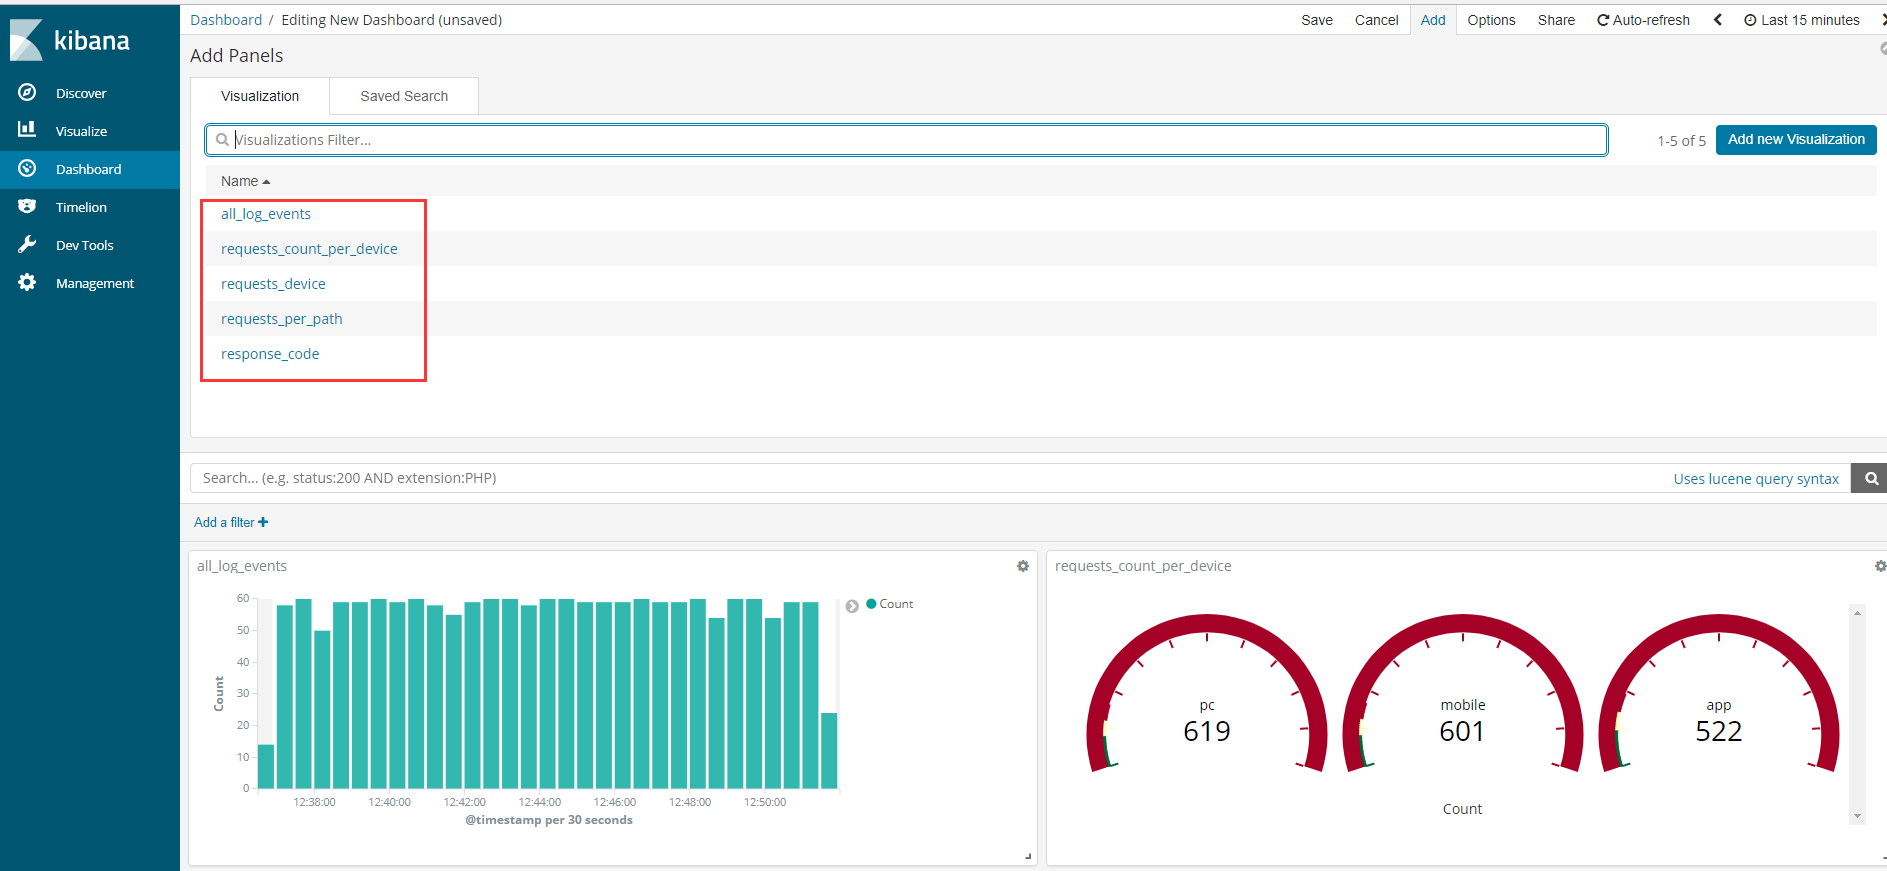 kibana
Discover
Visualize
Dashboard
Timelion
Dev Tools
Management
Dashboard / Editing New Dashboard (unsaved)
Save Cancel Add Options Share Auto-refresh Last 15 minutes
Add Panels
Visualization Saved Search
Visualizations Filter...
1-5 of 5 Add new Visualization
Name
all_log_events
requests_count_per_device
requests_device
requests_per_path
response_code
Search... (e.g. status:200 AND extension:PHP) Uses lucene query syntax
Add a filter +
all_log_events
Count
60
50
40
30
20
10
0
Count
12:38:00 12:40:00 12:42:00 12:44:00 12:46:00 12:48:00 12:50:00
@timestamp per 30 seconds
requests_count_per_device
pc mobile app
619 601 522
Count